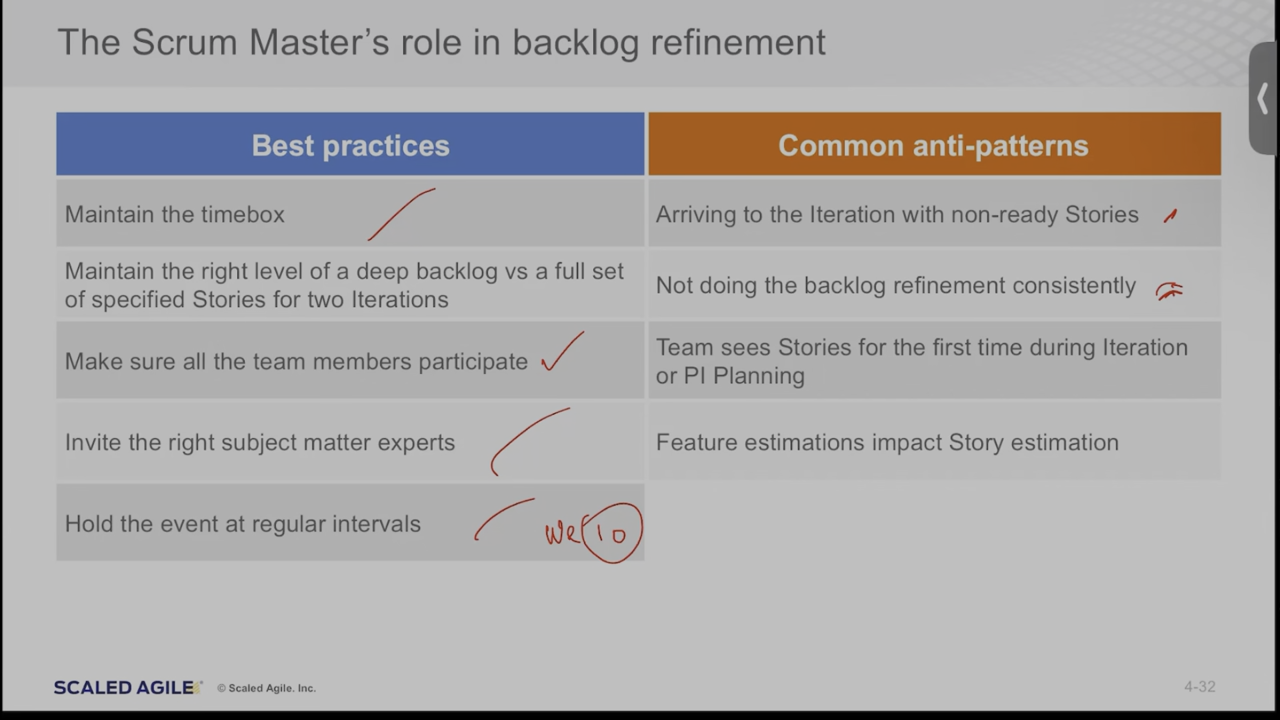 The Scrum Master's role in backlog refinement
Best practices
Common anti-patterns
Maintain the timebox
Arriving to the Iteration with non-ready Stories
Maintain the right level of a deep backlog vs a full set
of specified Stories for two Iterations
Not doing the backlog refinement consistently
Make sure all the team members participate
Team sees Stories for the first time during Iteration
or PI Planning
Invite the right subject matter experts
Feature estimations impact Story estimation
Hold the event at regular intervals
10
SCALED AGILE
© Scaled Agile. Inc.
4-32